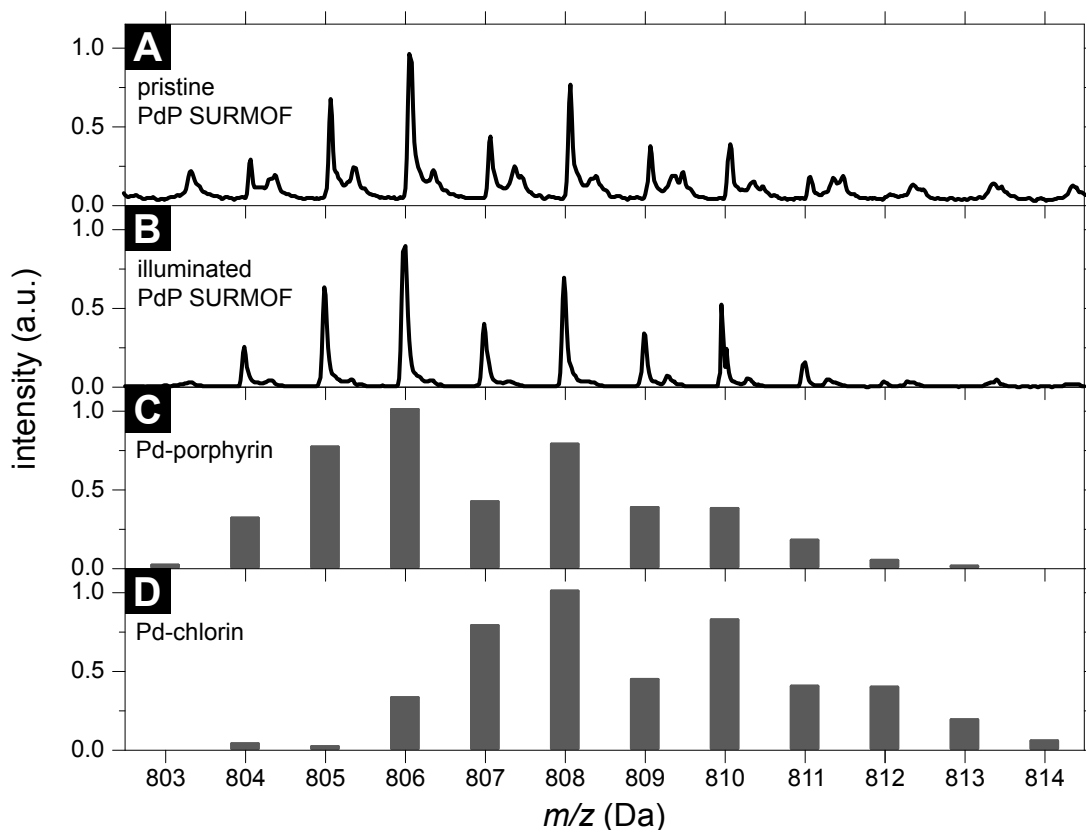 A
pristine
PdP SURMOF
1.0
0.5
0.0
B
illuminated
PdP SURMOF
1.0
0.5
0.0
C
Pd-porphyrin
1.0
0.5
0.0
D
Pd-chlorin
1.0
0.5
0.0
intensity (a.u.)
803 804 805 806 807 808 809 810 811 812 813 814
m/z (Da)